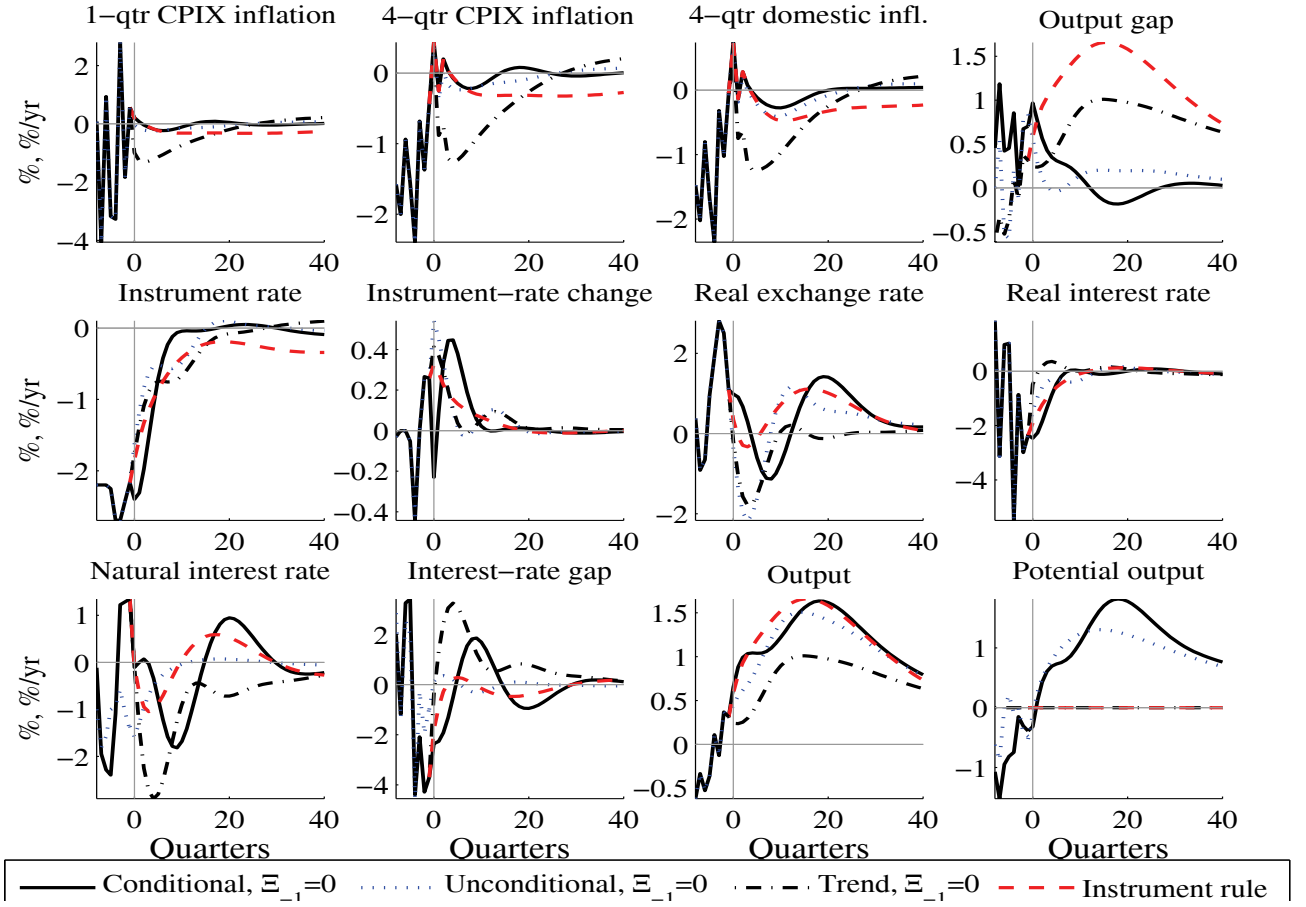 1−qtr CPIX inflation
4−qtr CPIX inflation
4−qtr domestic infl.
Output gap
%, %/yr
2
0
−2
−4
0 20 40
0
−1
−2
0 20 40
0
−1
−2
0 20 40
1.5
1
0.5
0
−0.5
0 20 40
Instrument rate
Instrument−rate change
Real exchange rate
Real interest rate
%, %/yr
0
−1
−2
0 20 40
0.4
0.2
0
−0.2
−0.4
0 20 40
2
0
−2
0 20 40
0
−2
−4
0 20 40
Natural interest rate
Interest−rate gap
Output
Potential output
%, %/yr
1
0
−1
−2
0 20 40
2
0
−2
−4
0 20 40
1.5
1
0.5
0
−0.5
0 20 40
1
0
−1
0 20 40
Quarters
Quarters
Quarters
Quarters
Conditional, Ξ−1=0
Unconditional, Ξ−1=0
Trend, Ξ−1=0
Instrument rule